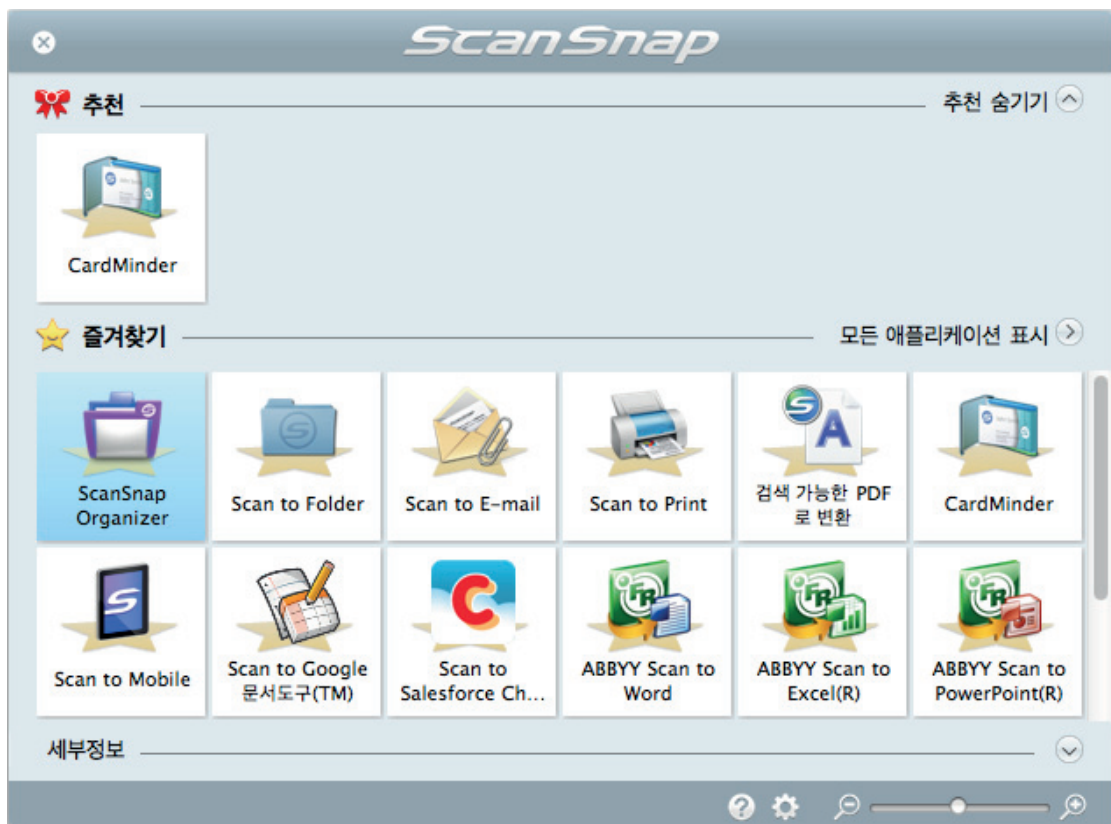 ScanSnap
추천
추천 숨기기
CardMinder
즐겨찾기
모든 애플리케이션 표시
ScanSnap
Organizer
Scan to Folder
Scan to E-mail
Scan to Print
검색 가능한 PDF
로 변환
CardMinder
Scan to Mobile
Scan to Google
문서도구(TM)
Scan to
Salesforce Ch...
ABBYY Scan to
Word
ABBYY Scan to
Excel(R)
ABBYY Scan to
PowerPoint(R)
세부정보